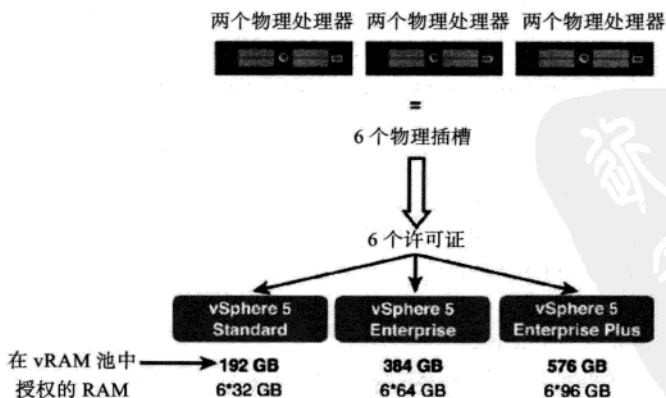 两个物理处理器 两个物理处理器 两个物理处理器
=
6 个物理插槽
6 个许可证
vSphere 5 Standard
vSphere 5 Enterprise
vSphere 5 Enterprise Plus
在 vRAM 池中 192 GB 384 GB 576 GB
授权的 RAM 6*32 GB 6*64 GB 6*96 GB